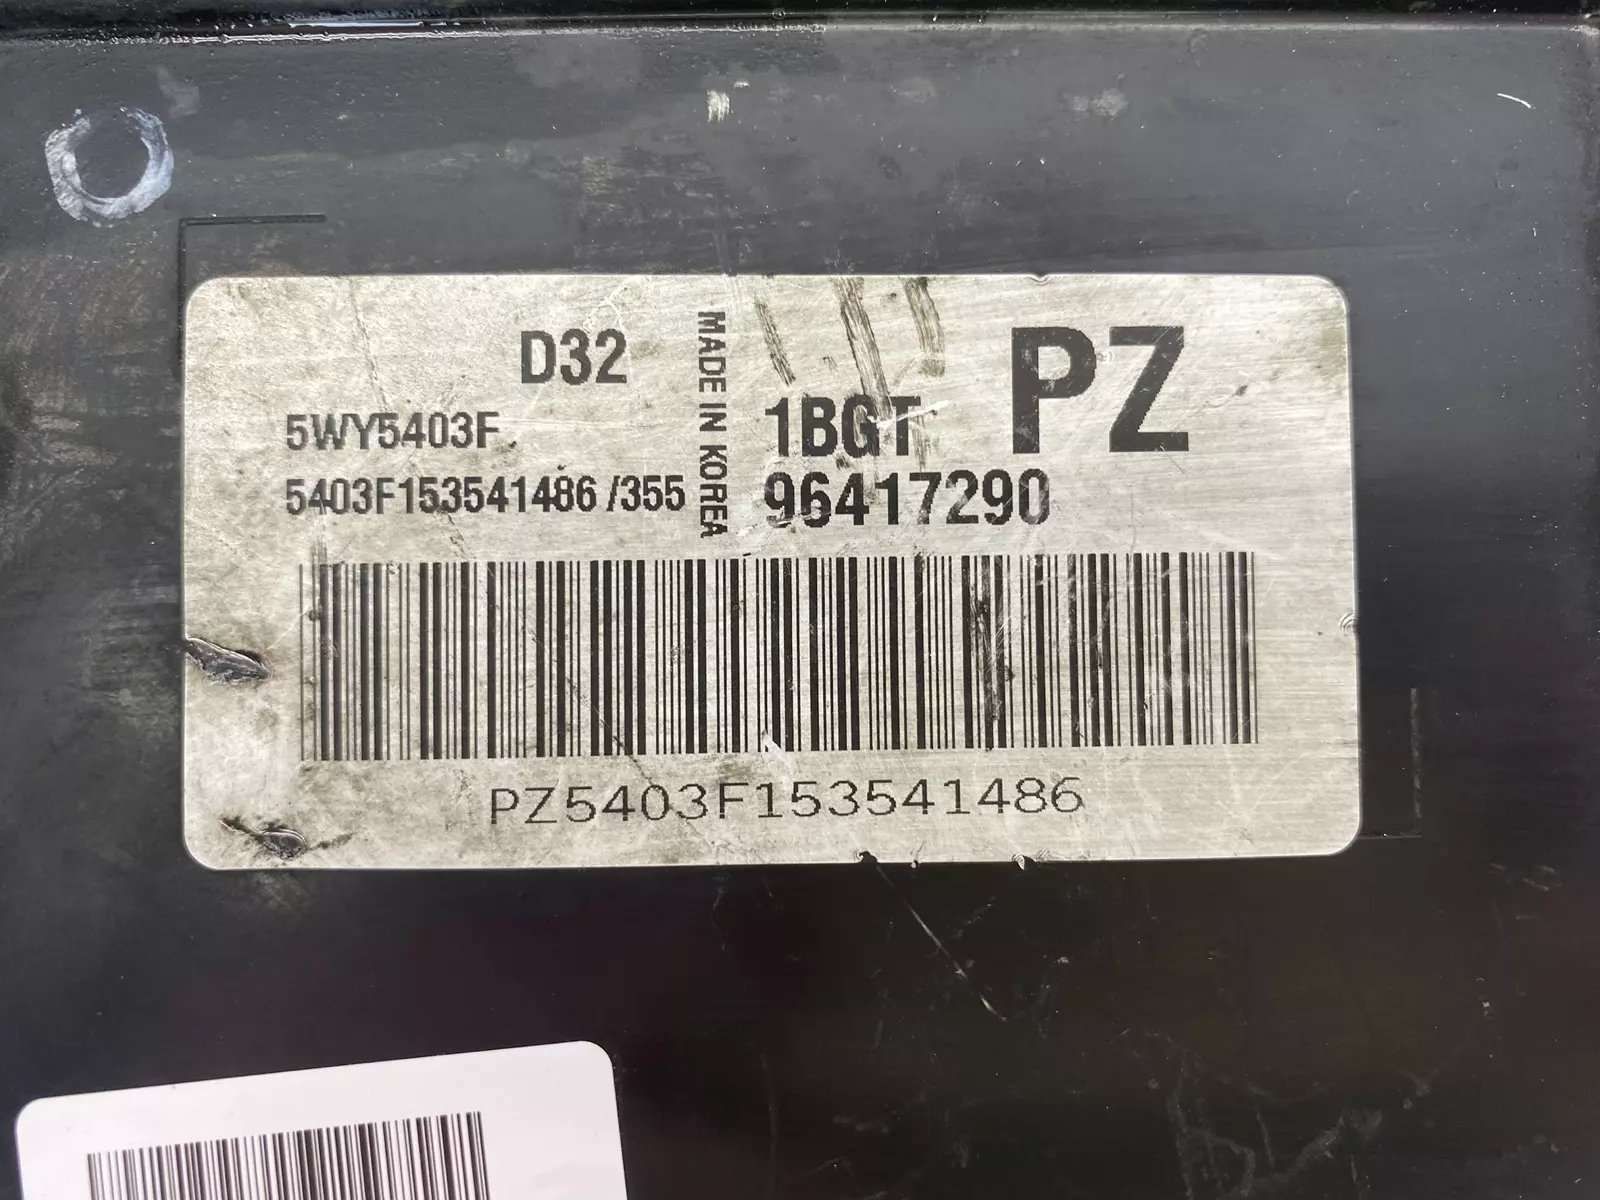 D32
5WY5403F
5403F153541486 /355
MADE IN KOREA
1BGT
PZ
96417290
PZ5403F153541486